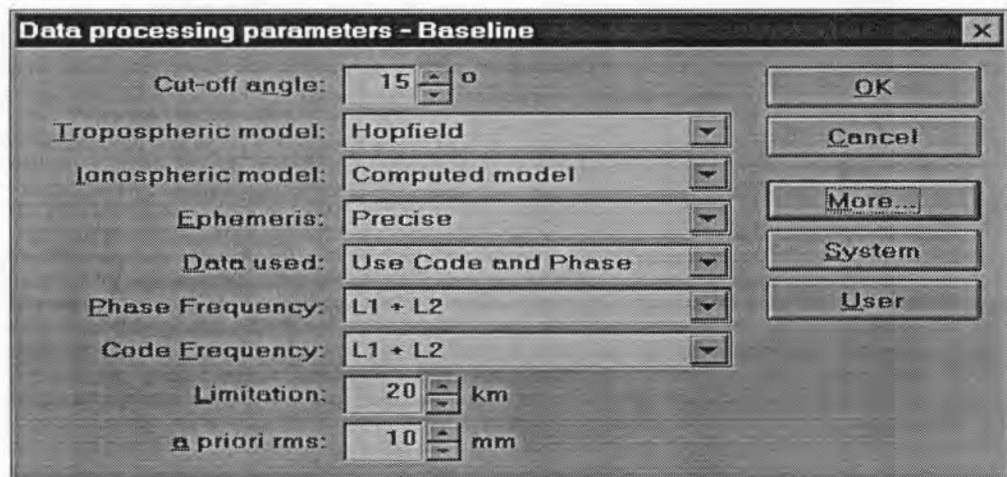 Data processing parameters - Baseline
Cut-off angle: 15 °
Tropospheric model: Hopfield
Ionospheric model: Computed model
Ephemeris: Precise
Data used: Use Code and Phase
Phase Frequency: L1 + L2
Code Frequency: L1 + L2
Limitation: 20 km
a priori rms: 10 mm
OK
Cancel
More...
System
User